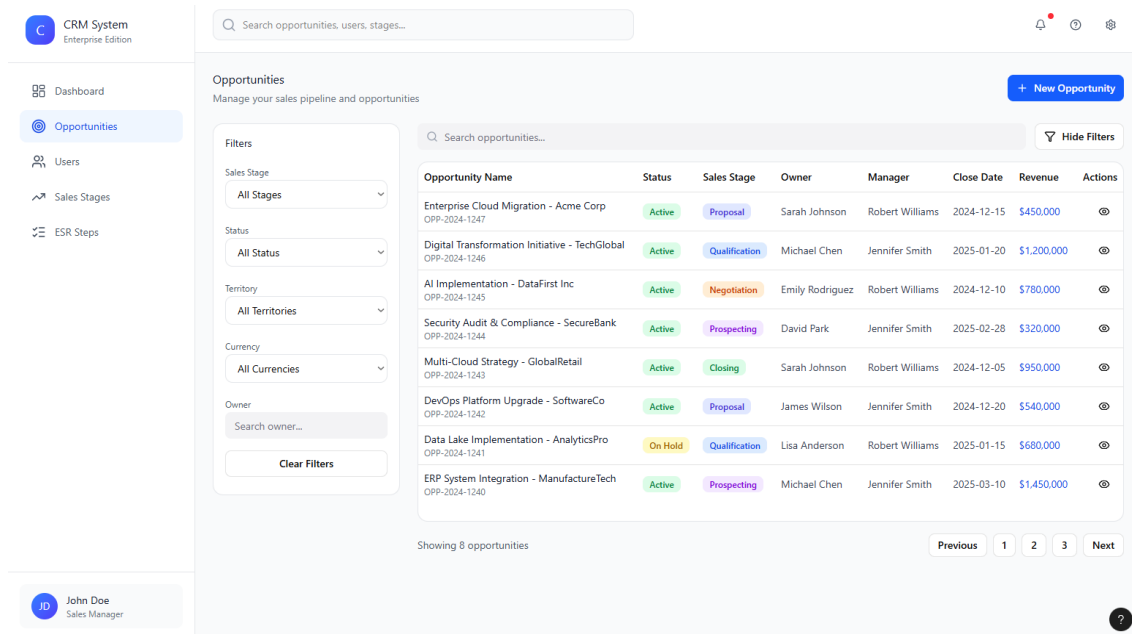 C
CRM System
Enterprise Edition
Search opportunities, users, stages...
Dashboard
Opportunities
Users
Sales Stages
ESR Steps
JD
John Doe
Sales Manager
Opportunities
Manage your sales pipeline and opportunities
+ New Opportunity
Filters
Sales Stage
All Stages
Status
All Status
Territory
All Territories
Currency
All Currencies
Owner
Search owner...
Clear Filters
Search opportunities...
Hide Filters
Opportunity Name Status Sales Stage Owner Manager Close Date Revenue Actions
Enterprise Cloud Migration - Acme Corp
OPP-2024-1247
Active Proposal Sarah Johnson Robert Williams 2024-12-15 $450,000
Digital Transformation Initiative - TechGlobal
OPP-2024-1246
Active Qualification Michael Chen Jennifer Smith 2025-01-20 $1,200,000
AI Implementation - DataFirst Inc
OPP-2024-1245
Active Negotiation Emily Rodriguez Robert Williams 2024-12-10 $780,000
Security Audit & Compliance - SecureBank
OPP-2024-1244
Active Prospecting David Park Jennifer Smith 2025-02-28 $320,000
Multi-Cloud Strategy - GlobalRetail
OPP-2024-1243
Active Closing Sarah Johnson Robert Williams 2024-12-05 $950,000
DevOps Platform Upgrade - SoftwareCo
OPP-2024-1242
Active Proposal James Wilson Jennifer Smith 2024-12-20 $540,000
Data Lake Implementation - AnalyticsPro
OPP-2024-1241
On Hold Qualification Lisa Anderson Robert Williams 2025-01-15 $680,000
ERP System Integration - ManufactureTech
OPP-2024-1240
Active Prospecting Michael Chen Jennifer Smith 2025-03-10 $1,450,000
Showing 8 opportunities
Previous 1 2 3 Next
?